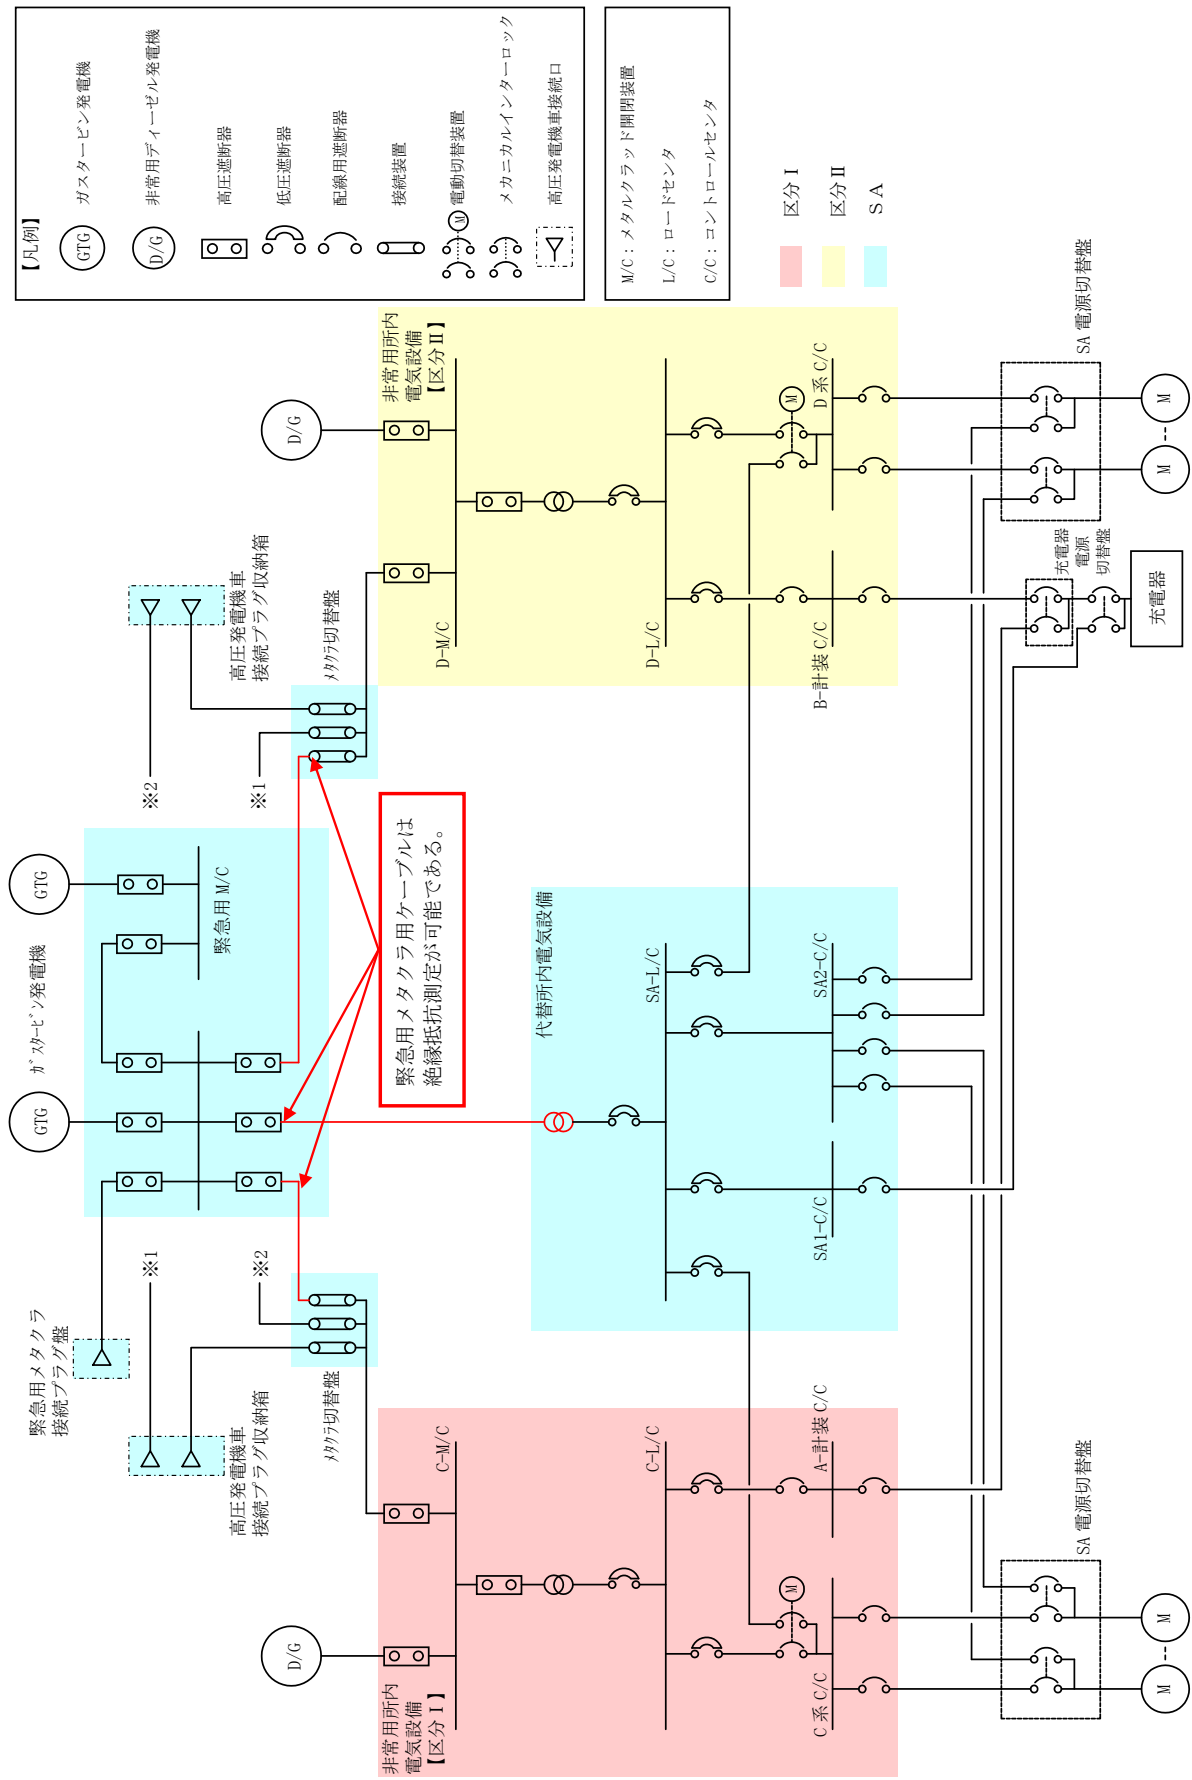 【凡例】
GTG
ガスタービン発電機
D/G
非常用ディーゼル発電機
高圧遮断器
低圧遮断器
配線用遮断器
接続装置
M
電動切替装置
メカニカルインターロック
高圧発電機車接続口
M/C：メタルクラッド開閉装置
L/C：ロードセンタ
C/C：コントロールセンタ
区分Ⅰ
区分Ⅱ
ＳＡ
緊急用メタクラ
接続プラグ盤
GTG
ｶﾞｽﾀｰﾋﾞﾝ発電機
GTG
緊急用 M/C
※1
※2
高圧発電機車
接続プラグ収納箱
ﾒﾀｸﾗ切替盤
※2
※1
高圧発電機車
接続プラグ収納箱
ﾒﾀｸﾗ切替盤
緊急用メタクラ用ケーブルは
絶縁抵抗測定が可能である。
D/G
非常用所内
電気設備
【区分Ⅰ】
C-M/C
C-L/C
M
C 系 C/C
A-計装 C/C
代替所内電気設備
SA-L/C
SA1-C/C
SA2-C/C
D/G
非常用所内
電気設備
【区分Ⅱ】
D-M/C
D-L/C
M
B-計装 C/C
D 系 C/C
SA 電源切替盤
M
M
充電器
電源
切替盤
充電器
SA 電源切替盤
M
M